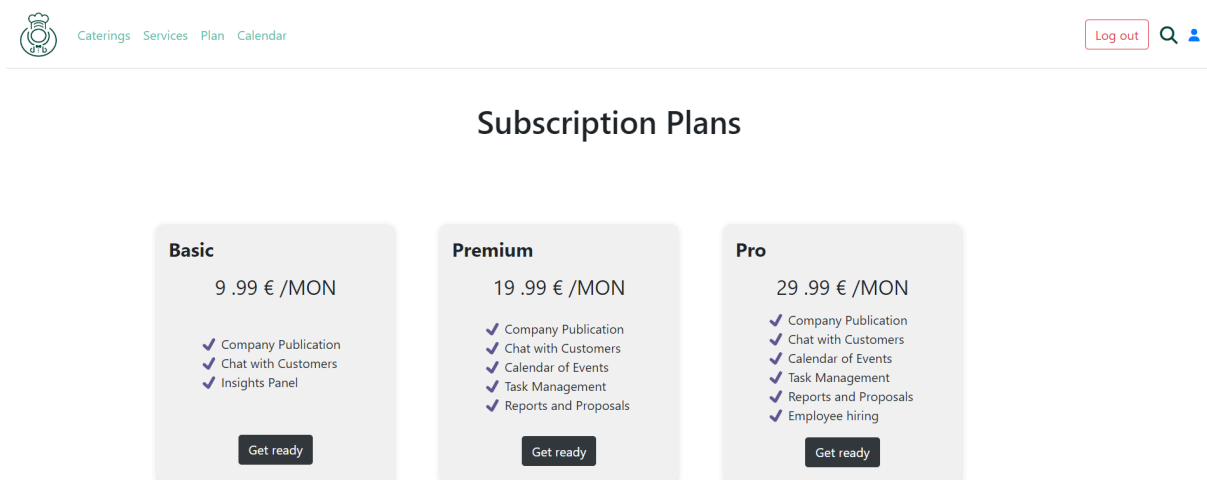 d b
Caterings Services Plan Calendar
Log out
Subscription Plans
Basic
9 .99 € /MON
Company Publication
Chat with Customers
Insights Panel
Get ready
Premium
19 .99 € /MON
Company Publication
Chat with Customers
Calendar of Events
Task Management
Reports and Proposals
Get ready
Pro
29 .99 € /MON
Company Publication
Chat with Customers
Calendar of Events
Task Management
Reports and Proposals
Employee hiring
Get ready